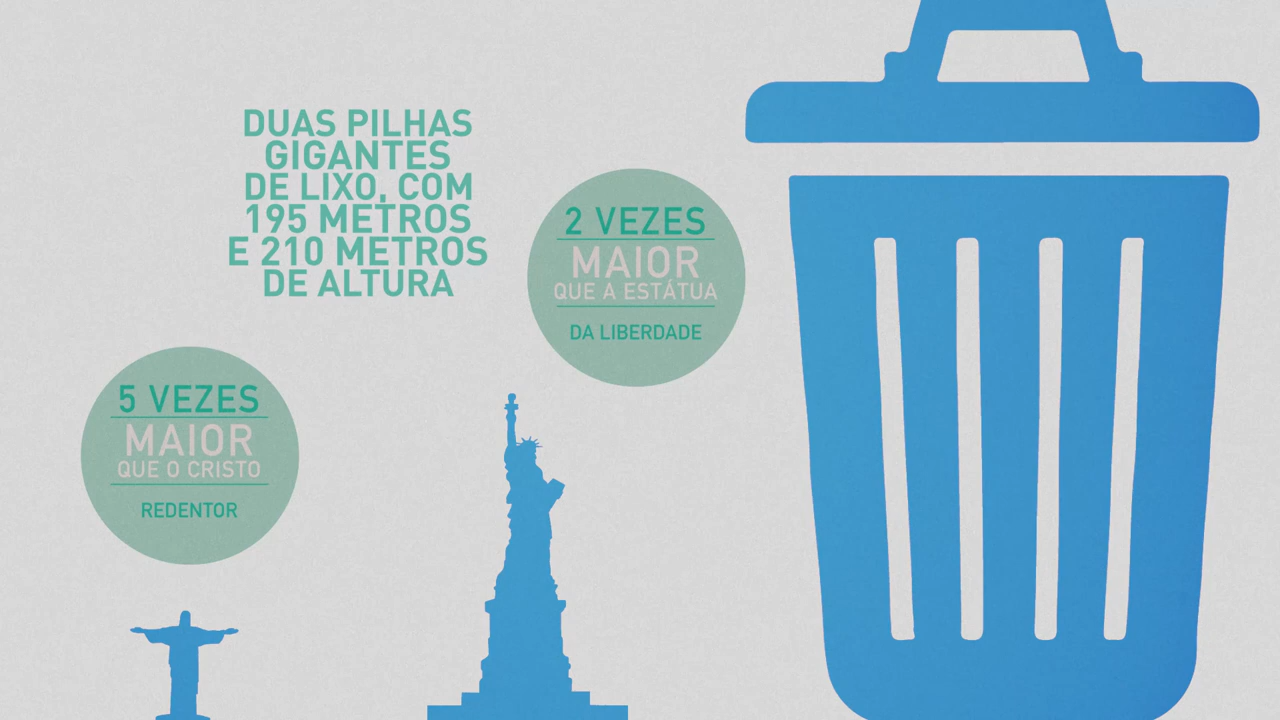 DUAS PILHAS
GIGANTES
DE LIXO, COM
195 METROS
E 210 METROS
DE ALTURA
2 VEZES
MAIOR
QUE A ESTÁTUA
DA LIBERDADE
5 VEZES
MAIOR
QUE O CRISTO
REDENTOR